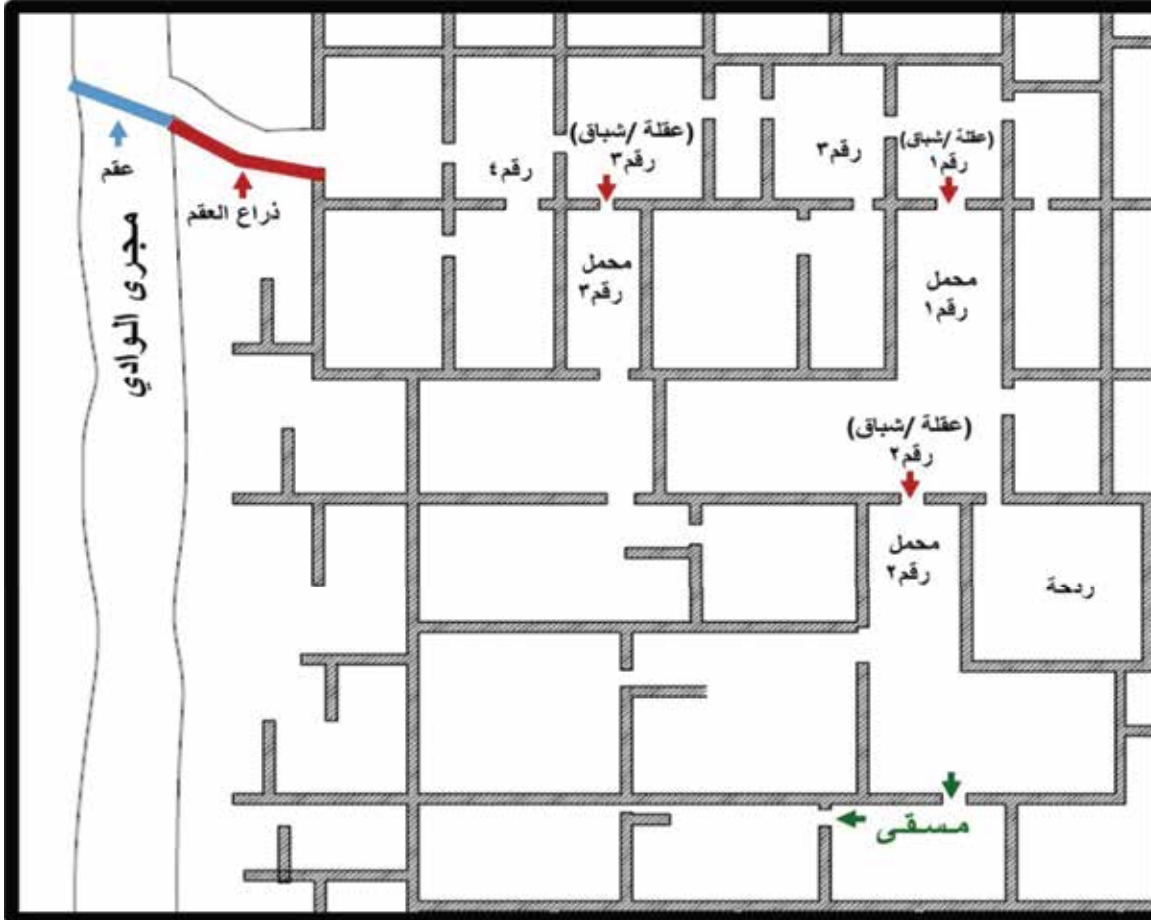 (عقلة /شباق)
رقم٣
رقم٣
(عقلة /شباق)
رقم١
رقم٤
عقم
ذراع العقم
مجرى الوادي
محمل
رقم٣
محمل
رقم١
(عقلة /شباق)
رقم٢
محمل
رقم٢
ردحة
مسقى